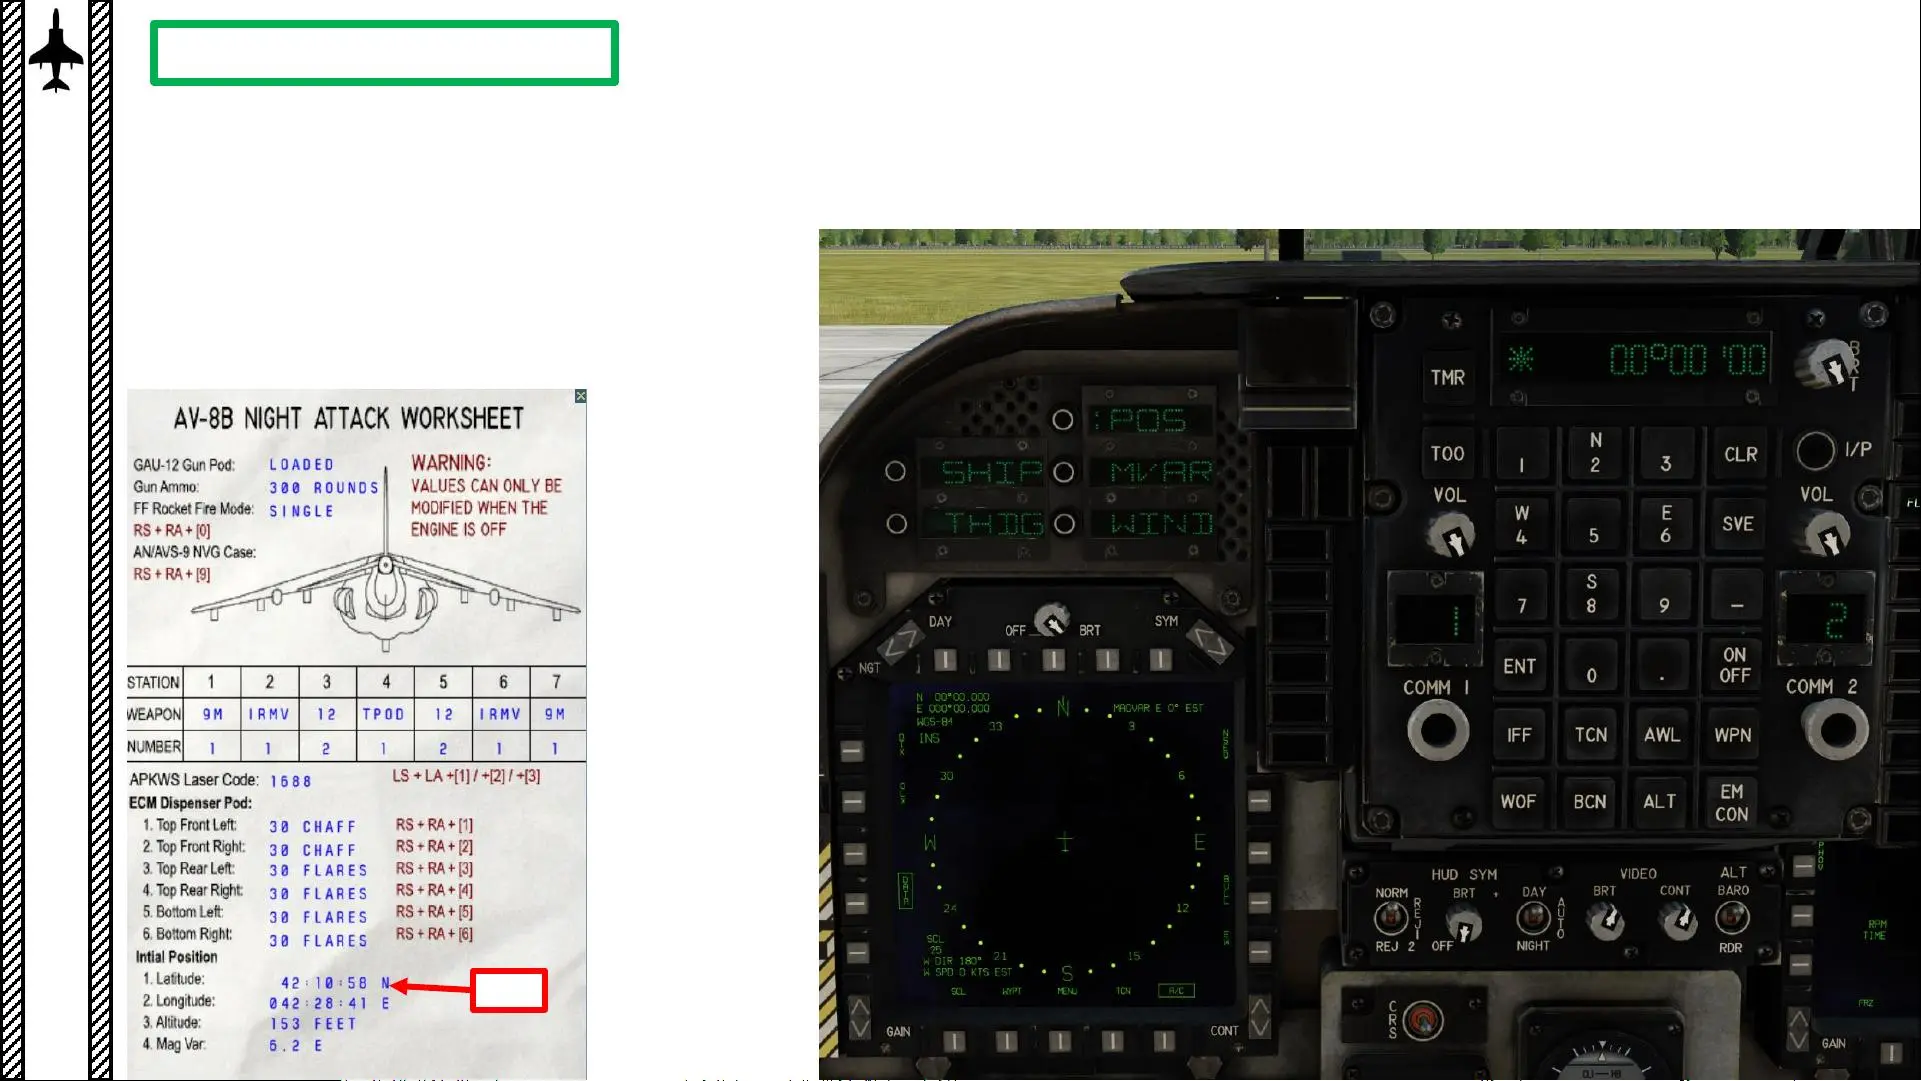 AV-8B NIGHT ATTACK WORKSHEET
GAU-12 Gun Pod: LOADED
Gun Ammo: 300 ROUNDS
FF Rocket Fire Mode: SINGLE
RS + RA + [0]
AN/AVS-9 NVG Case:
RS + RA + [9]
WARNING:
VALUES CAN ONLY BE
MODIFIED WHEN THE
ENGINE IS OFF
STATION 1 2 3 4 5 6 7
WEAPON 9M IRMV 12 TPOD 12 IRMV 9M
NUMBER 1 1 2 1 2 1 1
APKWS Laser Code: 1688 LS + LA +[1] / +[2] / +[3]
ECM Dispenser Pod:
1. Top Front Left: 30 CHAFF RS + RA + [1]
2. Top Front Right: 30 CHAFF RS + RA + [2]
3. Top Rear Left: 30 FLARES RS + RA + [3]
4. Top Rear Right: 30 FLARES RS + RA + [4]
5. Bottom Left: 30 FLARES RS + RA + [5]
6. Bottom Right: 30 FLARES RS + RA + [6]
Intial Position
1. Latitude: 42:10:58 N
2. Longitude: 042:28:41 E
3. Altitude: 153 FEET
4. Mag Var: 6.2 E
:POS
SHIP MVAR
THDG WIND
DAY OFF BRT SYM
NGT
N 00°00.000
E 000°00.000
WGS-84
INS
MAGVAR E 0° EST
N 3 6 E 12 15 S 21 24 W 30 33
DATA
SCL
25
W DIR 180°
W SPD 0 KTS EST
SCL WYPT MENU TCN A/C
GAIN CONT
00°00'00
BRT
TMR
TOO 1 N 2 3 CLR I/P
VOL W 4 5 E 6 SVE VOL
1 7 S 8 9 - 2
ENT 0 . ON OFF
COMM 1 COMM 2
IFF TCN AWL WPN
WOF BCN ALT EM CON
HUD SYM VIDEO ALT
NORM BRT DAY BRT CONT BARO
REJ 1 AUTO
REJ 2 OFF NIGHT RDR
CRS
RPM
TIME
FRZ
GAIN